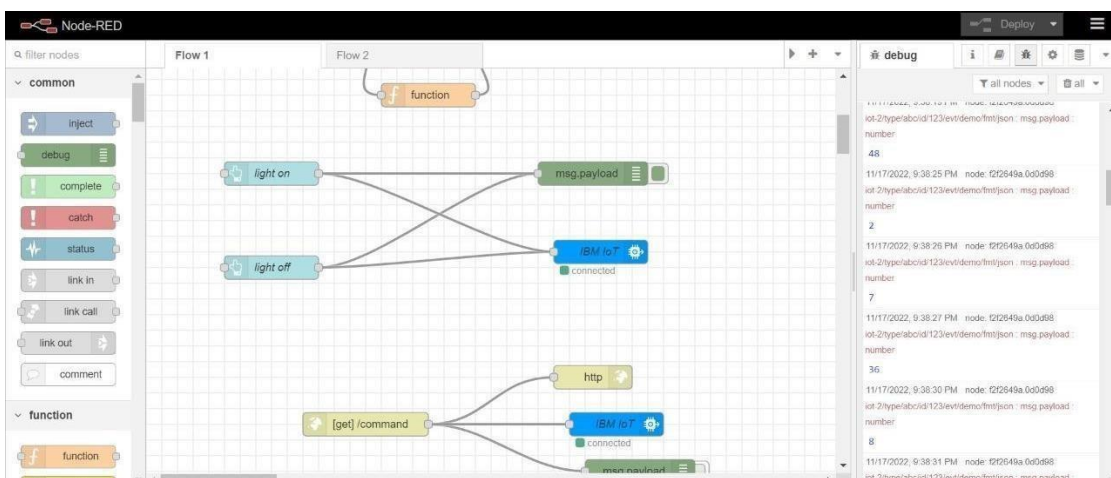 Node-RED
Deploy
filter nodes
Flow 1
Flow 2
debug
i
all nodes
all
common
inject
debug
complete
catch
status
link in
link call
link out
comment
function
function
function
light on
msg.payload
light off
IBM IoT
connected
http
[get] /command
IBM IoT
connected
msg.payload
iot-2/type/abc/id/123/evt/demo/fmt/json : msg.payload :
number
48
11/17/2022, 9:38:25 PM node: f2f2649a.0d0d98
iot-2/type/abc/id/123/evt/demo/fmt/json : msg.payload :
number
2
11/17/2022, 9:38:26 PM node: f2f2649a.0d0d98
iot-2/type/abc/id/123/evt/demo/fmt/json : msg.payload :
number
7
11/17/2022, 9:38:27 PM node: f2f2649a.0d0d98
iot-2/type/abc/id/123/evt/demo/fmt/json : msg.payload :
number
36
11/17/2022, 9:38:30 PM node: f2f2649a.0d0d98
iot-2/type/abc/id/123/evt/demo/fmt/json : msg.payload :
number
8
11/17/2022, 9:38:31 PM node: f2f2649a.0d0d98